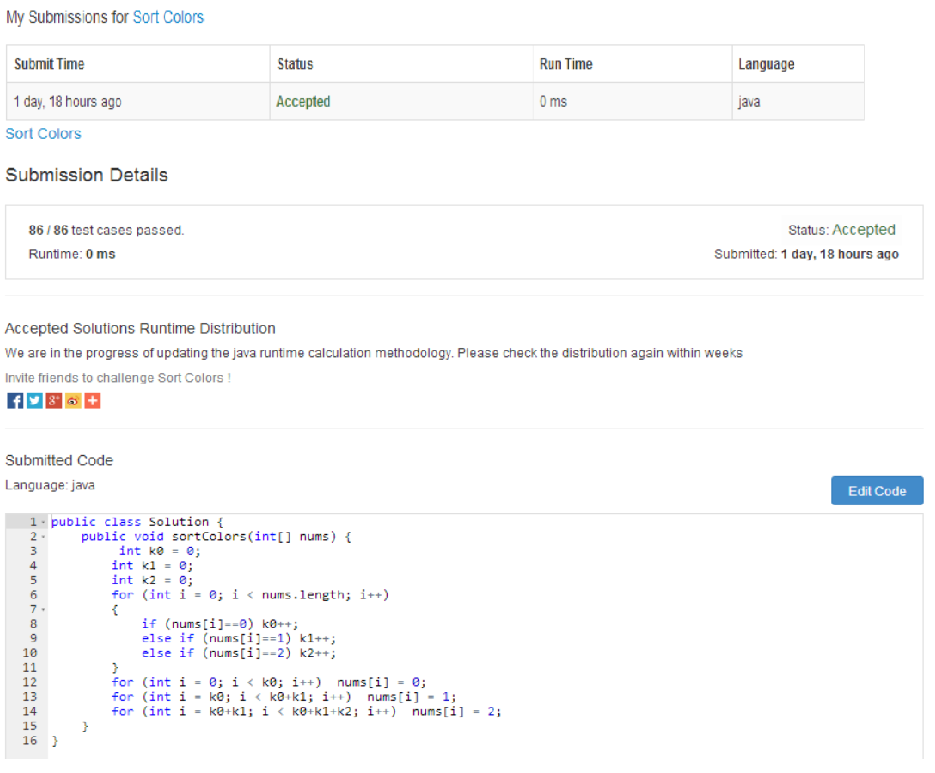 My Submissions for Sort Colors
Submit Time Status Run Time Language
1 day, 18 hours ago Accepted 0 ms java
Sort Colors
Submission Details
86 / 86 test cases passed. Status: Accepted
Runtime: 0 ms Submitted: 1 day, 18 hours ago
Accepted Solutions Runtime Distribution
We are in the progress of updating the java runtime calculation methodology. Please check the distribution again within weeks
Invite friends to challenge Sort Colors !
Submitted Code
Language: java
Edit Code
1 public class Solution {
2     public void sortColors(int[] nums) {
3          int k0 = 0;
4         int k1 = 0;
5         int k2 = 0;
6         for (int i = 0; i < nums.length; i++)
7         {
8             if (nums[i]==0) k0++;
9             else if (nums[i]==1) k1++;
10             else if (nums[i]==2) k2++;
11         }
12         for (int i = 0; i < k0; i++)  nums[i] = 0;
13         for (int i = k0; i < k0+k1; i++)  nums[i] = 1;
14         for (int i = k0+k1; i < k0+k1+k2; i++)  nums[i] = 2;
15     }
16 }